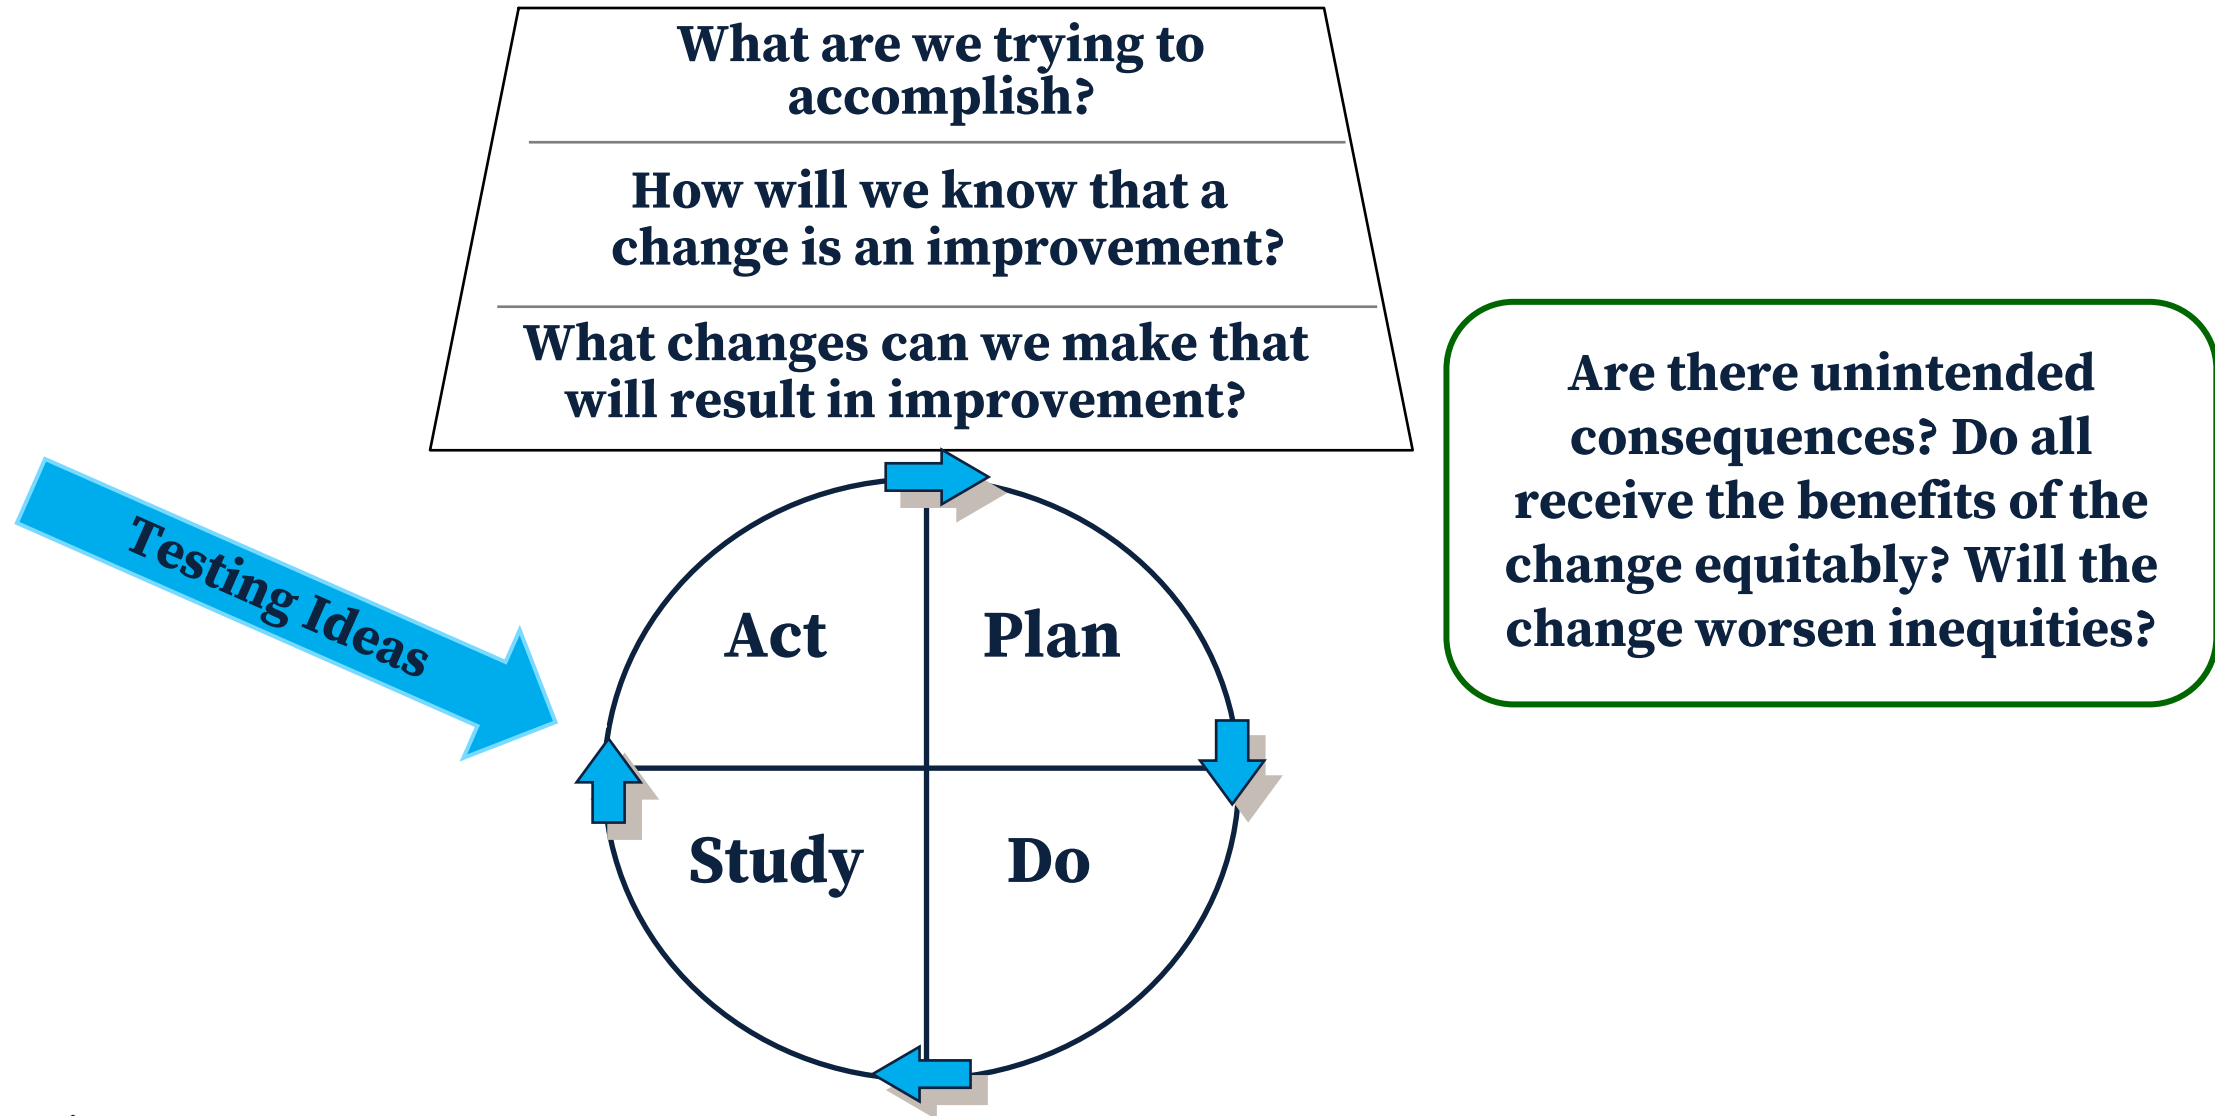 What are we trying to
accomplish?
How will we know that a
change is an improvement?
What changes can we make that
will result in improvement?
Are there unintended
consequences? Do all
receive the benefits of the
change equitably? Will the
change worsen inequities?
Testing Ideas
Act
Plan
Study
Do